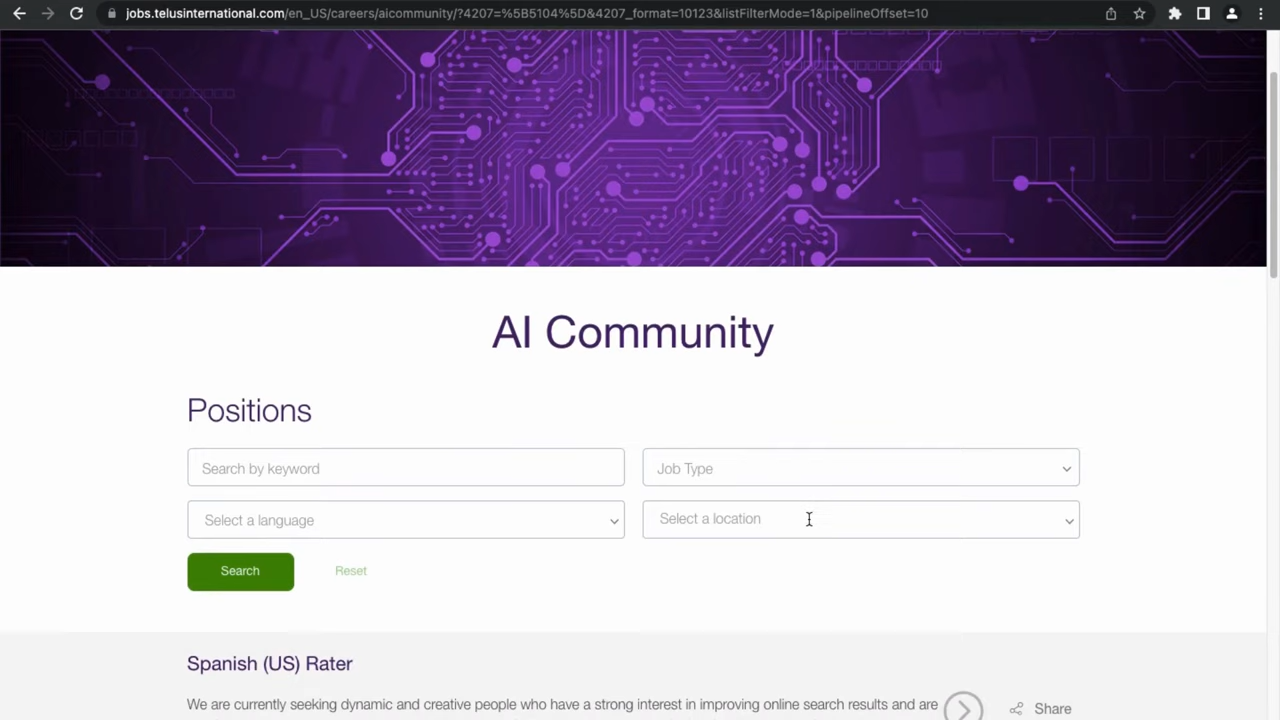 jobs.telusinternational.com/en_US/careers/aicommunity/?4207=%5B5104%5D&4207_format=10123&listFilterMode=1&pipelineOffset=10
AI Community
Positions
Search by keyword
Job Type
Select a language
Select a location
Search
Reset
Spanish (US) Rater
We are currently seeking dynamic and creative people who have a strong interest in improving online search results and are
Share